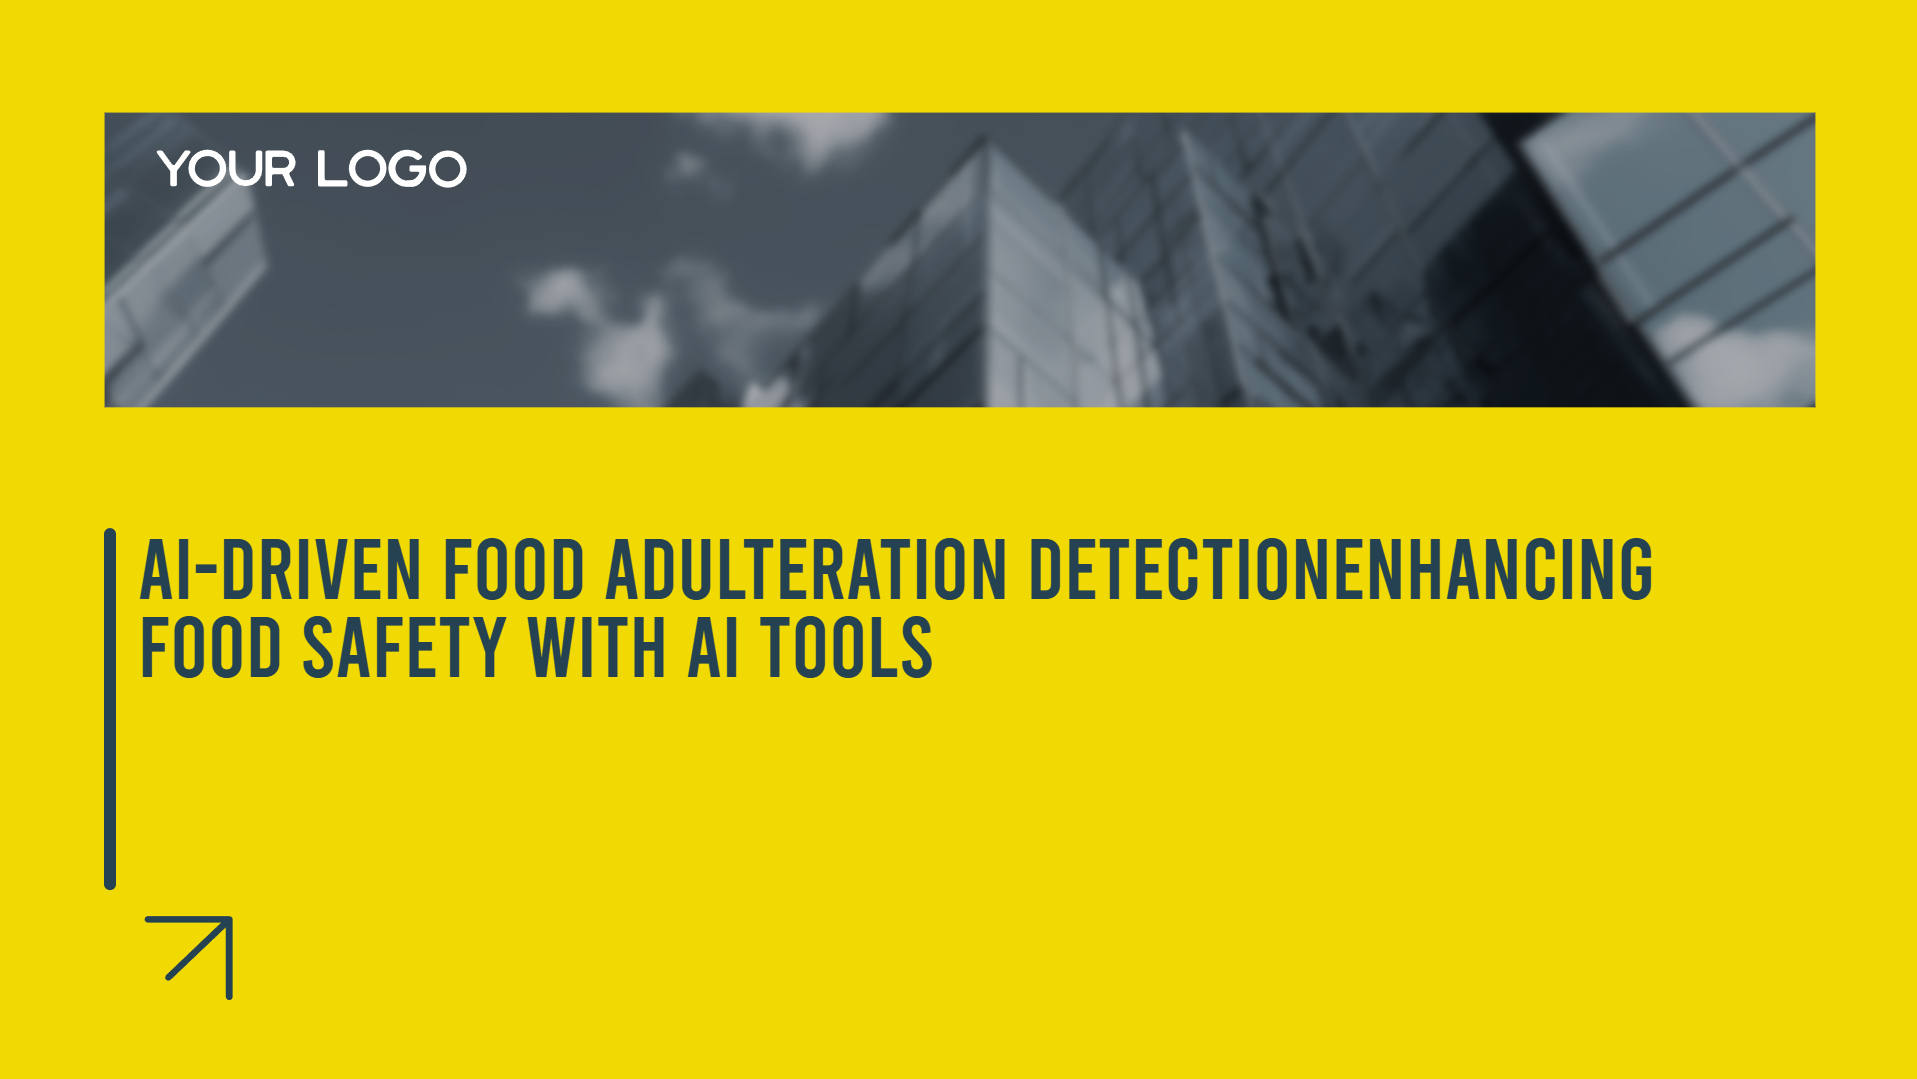 YOUR LOGO
AI-DRIVEN FOOD ADULTERATION DETECTIONENHANCING
FOOD SAFETY WITH AI TOOLS